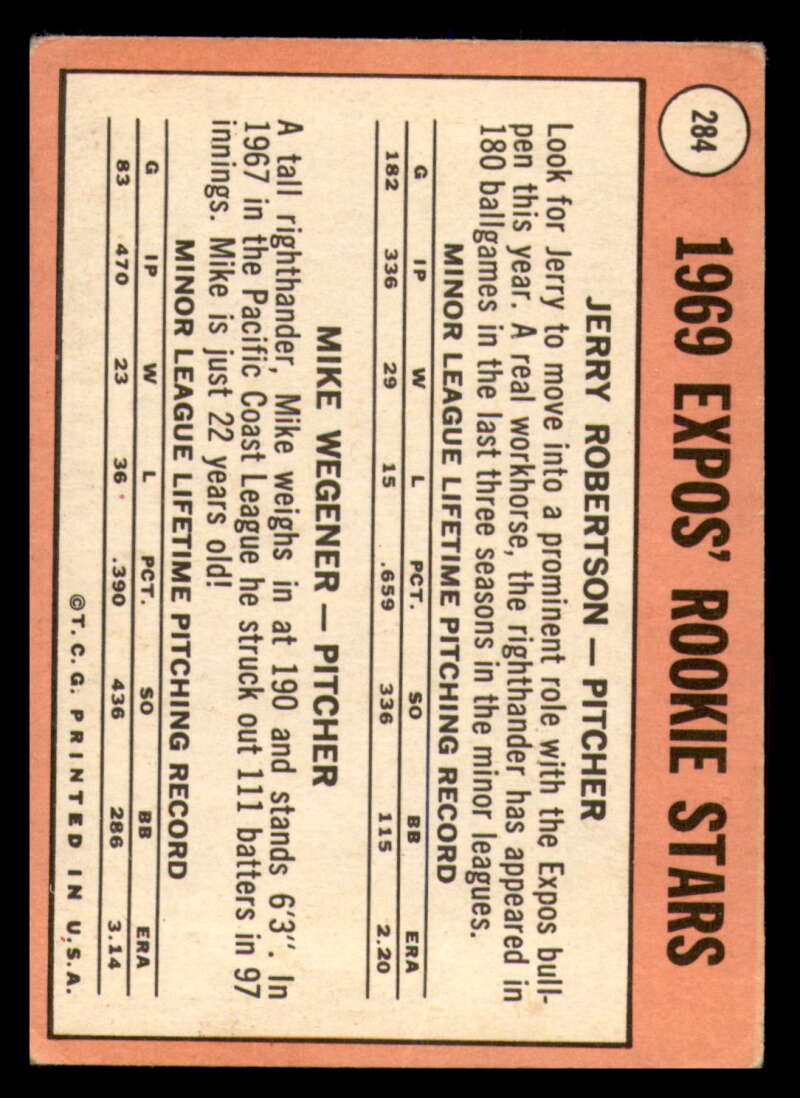 284
1969 EXPOS' ROOKIE STARS
JERRY ROBERTSON — PITCHER
Look for Jerry to move into a prominent role with the Expos bull-
pen this year. A real workhorse, the righthander has appeared in
180 ballgames in the last three seasons in the minor leagues.
MINOR LEAGUE LIFETIME PITCHING RECORD
G IP W L PCT. SO BB ERA
182 336 29 15 .659 336 115 2.20
MIKE WEGENER — PITCHER
A tall righthander, Mike weighs in at 190 and stands 6'3". In
1967 in the Pacific Coast League he struck out 111 batters in 97
innings. Mike is just 22 years old!
MINOR LEAGUE LIFETIME PITCHING RECORD
G IP W L PCT. SO BB ERA
83 470 23 36 .390 436 286 3.14
©T.C.G. PRINTED IN U.S.A.